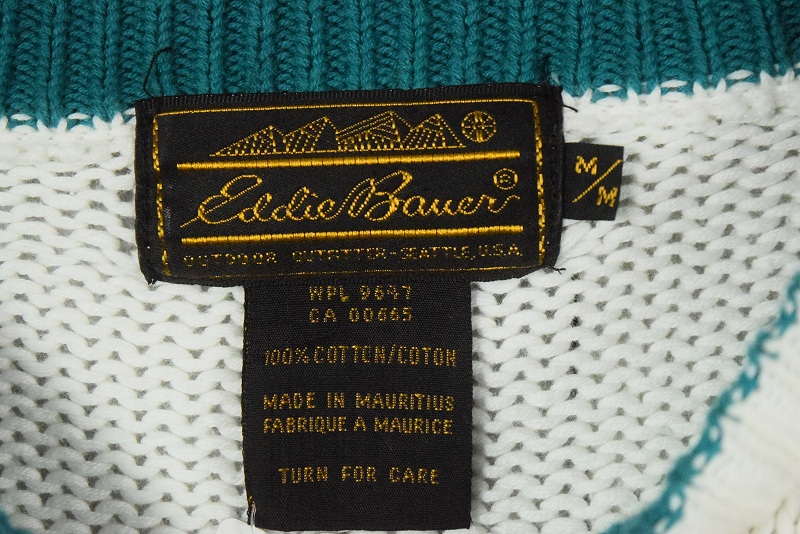 Eddie Bauer®
OUTDOOR OUTFITTER-SEATTLE, U.S.A.
M/M
WPL 9647
CA 00665
100% COTTON/COTON
MADE IN MAURITIUS
FABRIQUE A MAURICE
TURN FOR CARE